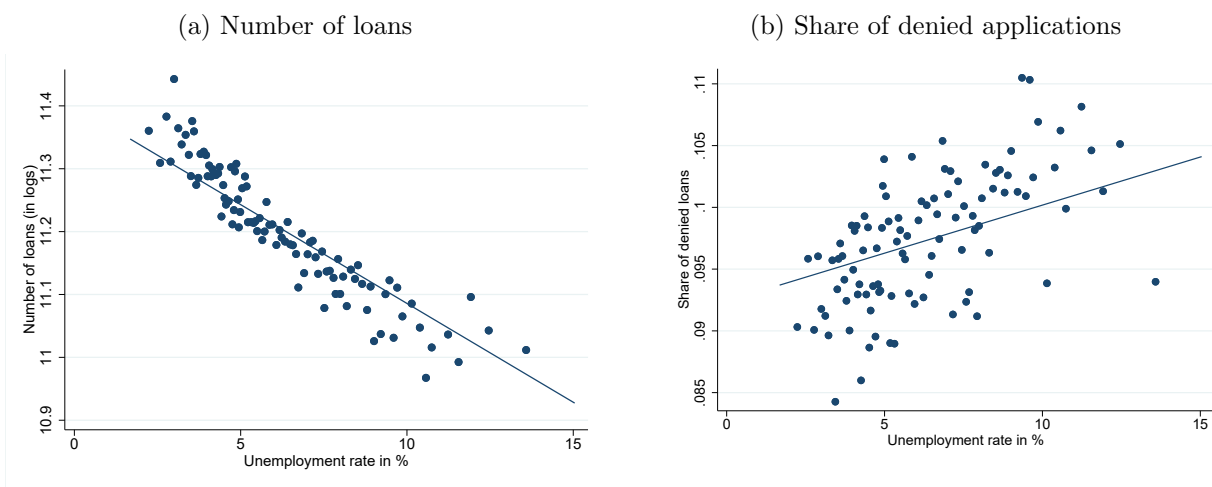 (a) Number of loans
Number of loans (in logs)
11.4
11.3
11.2
11.1
11
10.9
0 5 10 15
Unemployment rate in %
(b) Share of denied applications
Share of denied loans
.11
.105
.1
.095
.09
.085
0 5 10 15
Unemployment rate in %